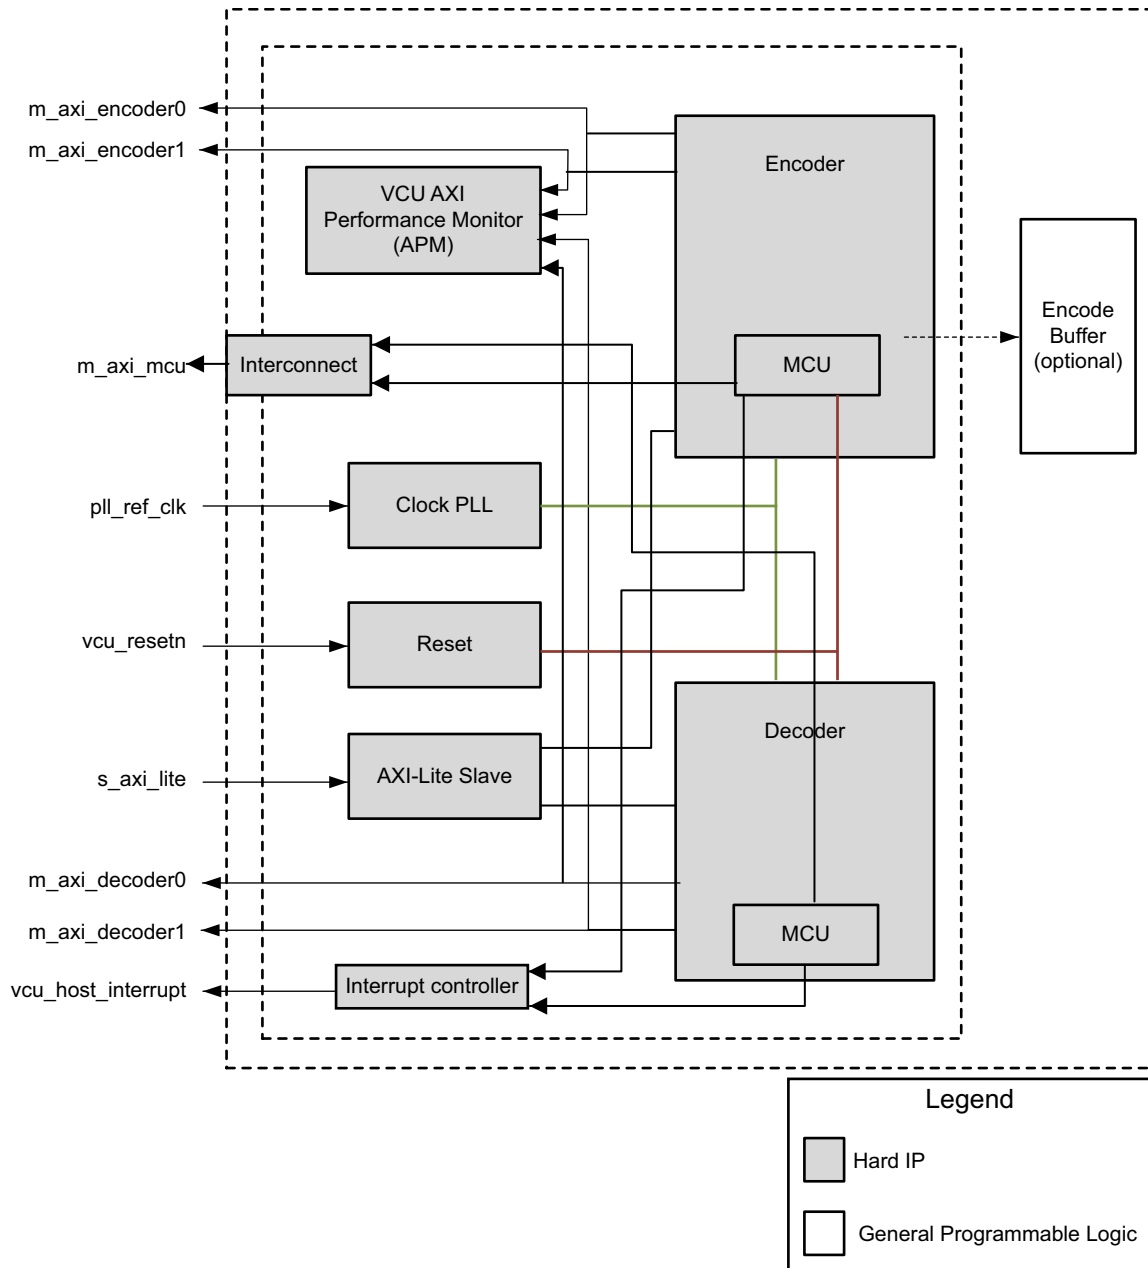 m_axi_encoder0
m_axi_encoder1
VCU AXI
Performance Monitor
(APM)
Encoder
Encode
Buffer
(optional)
m_axi_mcu
Interconnect
MCU
pll_ref_clk
Clock PLL
vcu_resetn
Reset
Decoder
s_axi_lite
AXI-Lite Slave
m_axi_decoder0
m_axi_decoder1
MCU
vcu_host_interrupt
Interrupt controller
Legend
Hard IP
General Programmable Logic